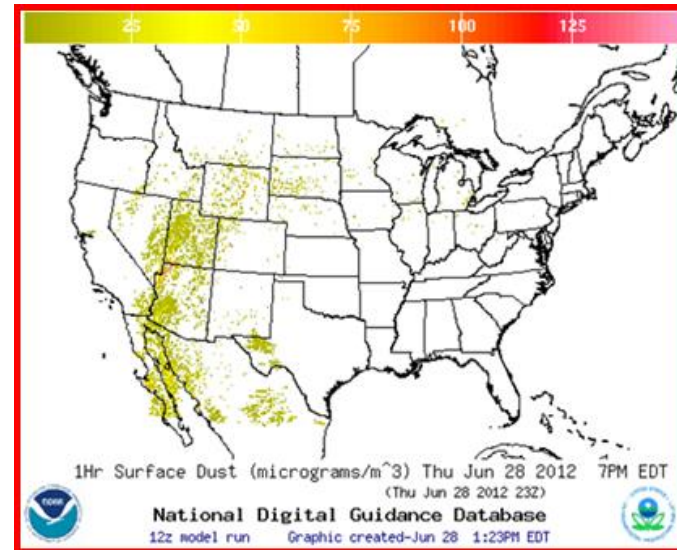 25 50 75 100 125
1Hr Surface Dust (micrograms/m^3) Thu Jun 28 2012 7PM EDT
(Thu Jun 28 2012 23Z)
National Digital Guidance Database
12z model run Graphic created-Jun 28 1:23PM EDT